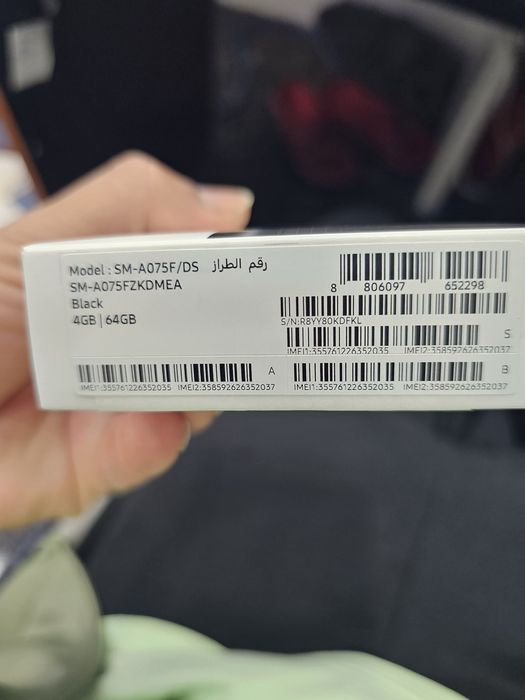 Model : SM-A075F/DS رقم الطراز
SM-A075FZKDMEA
Black
4GB | 64GB
8 806097 652298
S/N:R8YY80KDFKL
S
IMEI1:355761226352035 IMEI2:358592626352037
A
IMEI1:355761226352035 IMEI2:358592626352037
B
IMEI1:355761226352035 IMEI2:358592626352037